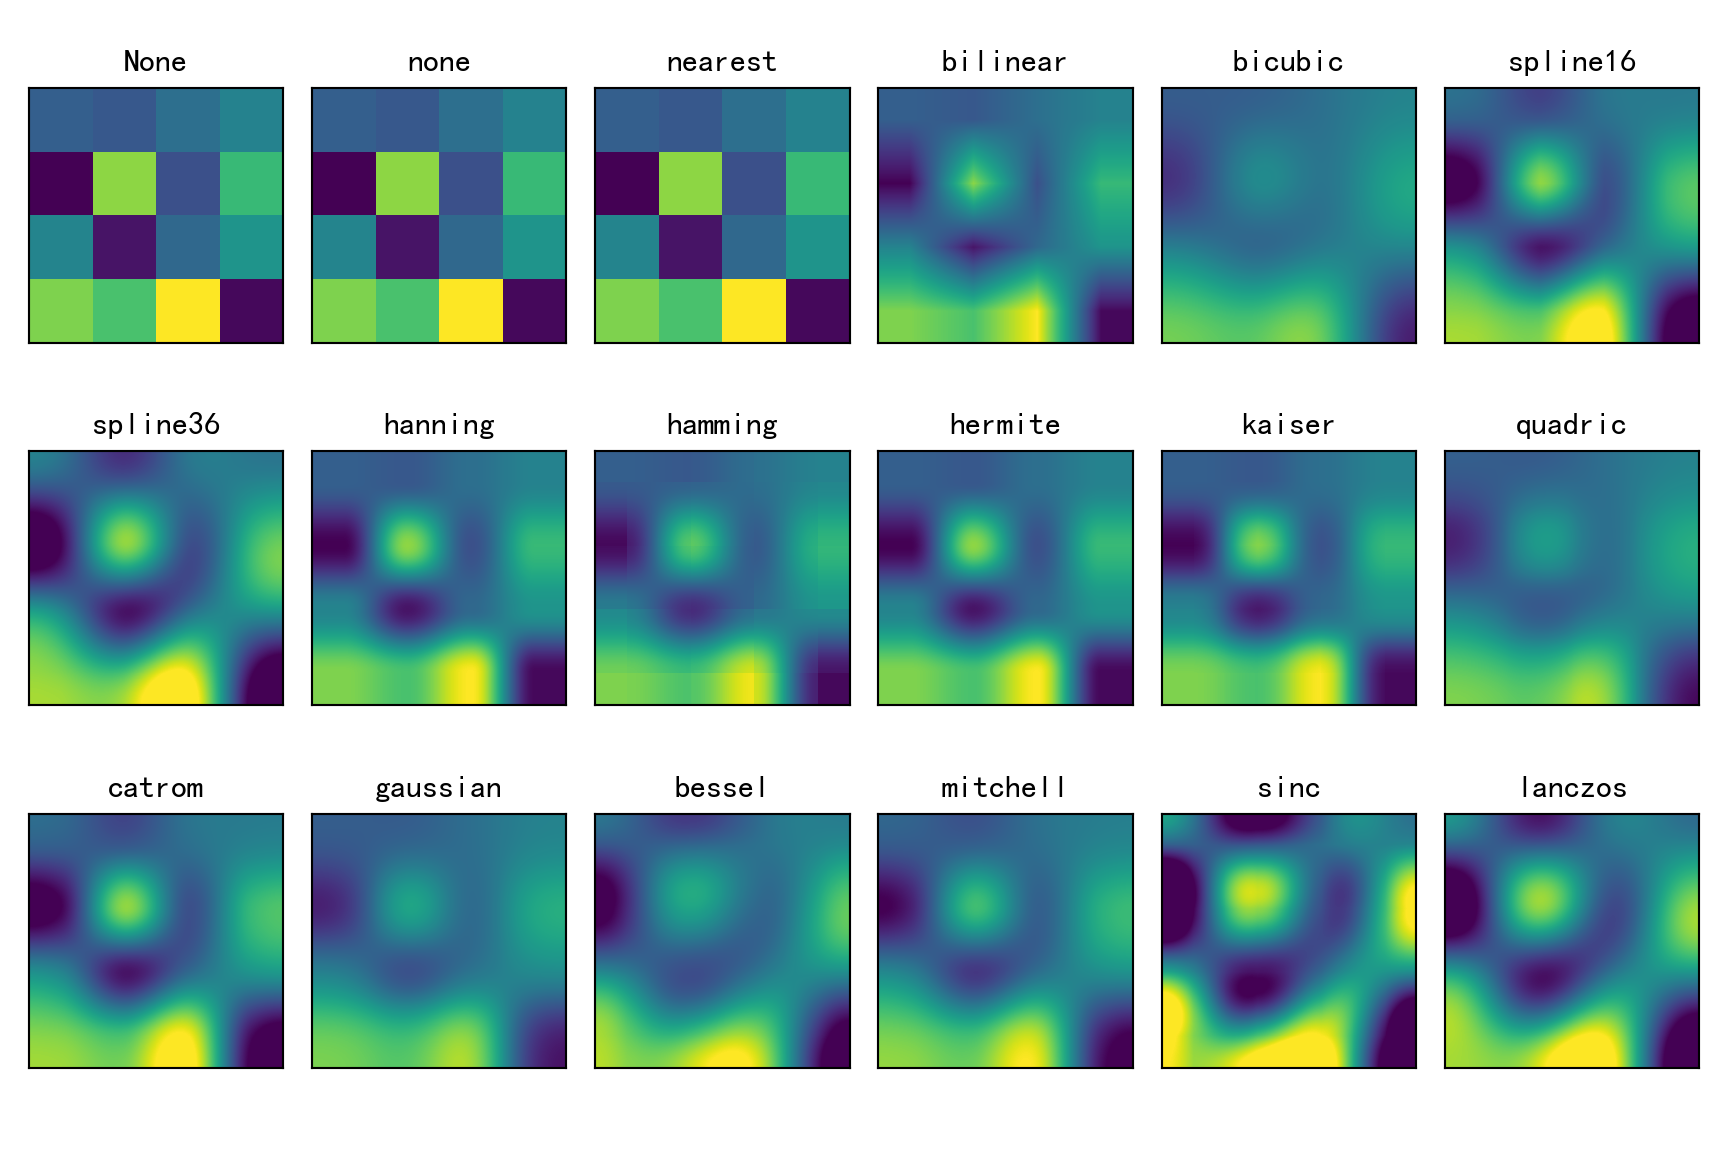 None
none
nearest
bilinear
bicubic
spline16
spline36
hanning
hamming
hermite
kaiser
quadric
catrom
gaussian
bessel
mitchell
sinc
lanczos